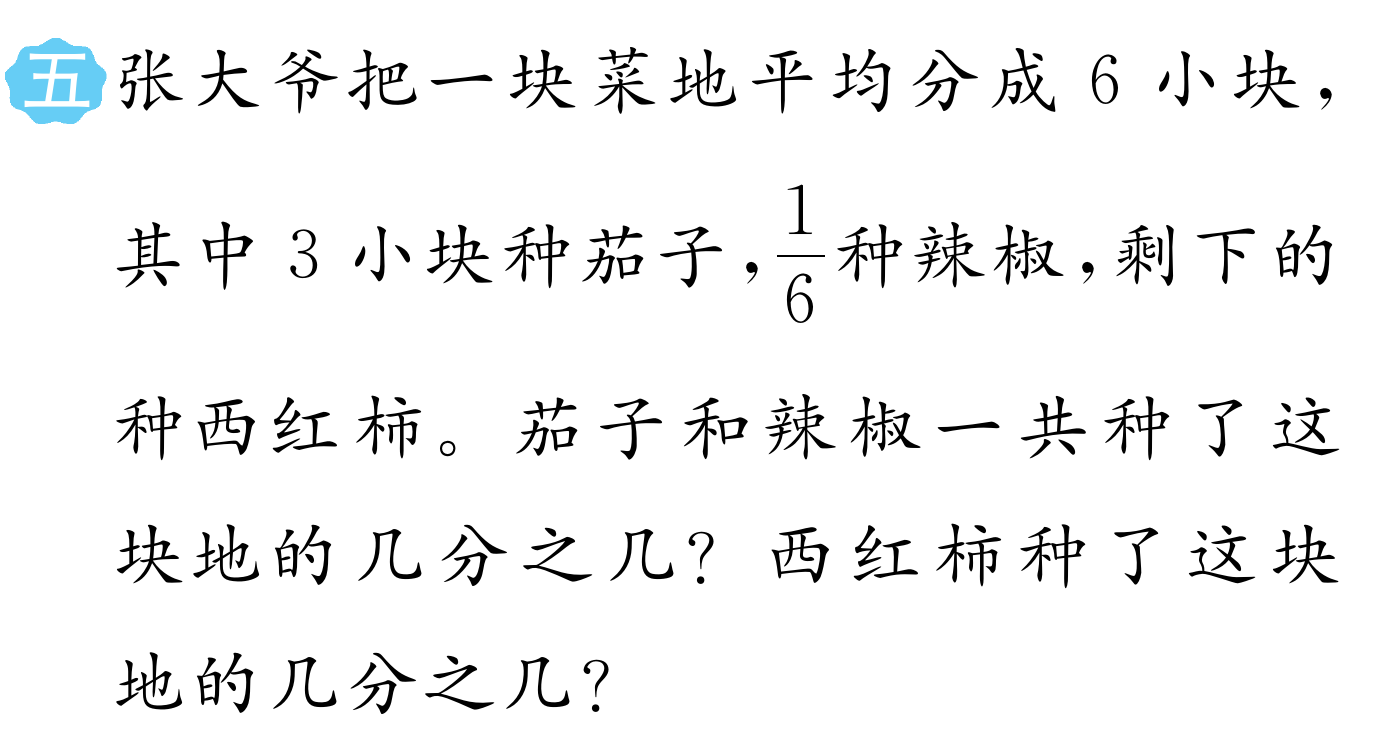 五 张大爷把一块菜地平均分成 6 小块，
其中 3 小块种茄子，1/6 种辣椒，剩下的
种西红柿。茄子和辣椒一共种了这
块地的几分之几？西红柿种了这块
地的几分之几？